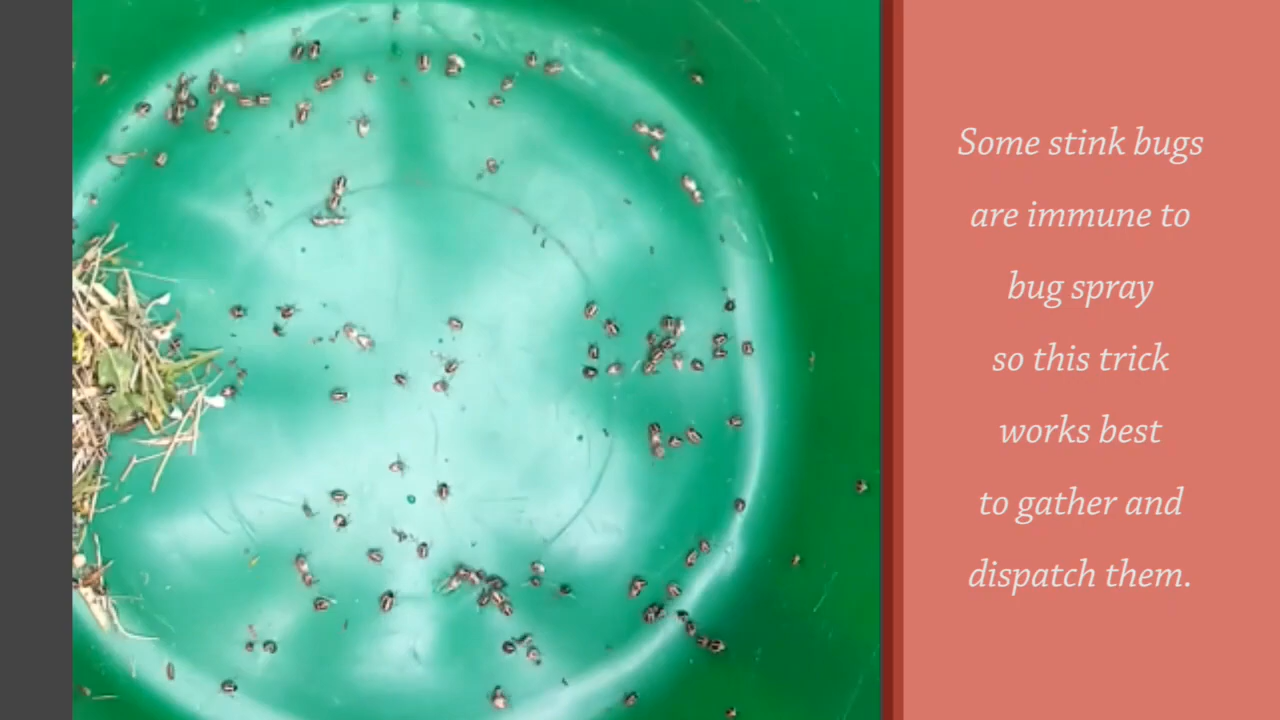 Some stink bugs
are immune to
bug spray
so this trick
works best
to gather and
dispatch them.